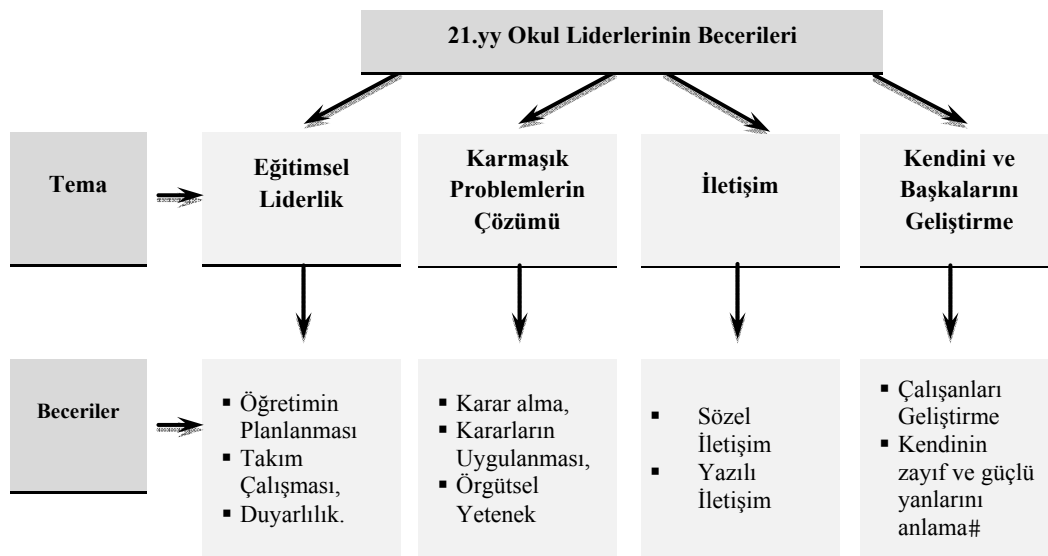 21.yy Okul Liderlerinin Becerileri
Tema
Eğitimsel
Liderlik
Karmaşık
Problemlerin
Çözümü
İletişim
Kendini ve
Başkalarını
Geliştirme
Beceriler
▪ Öğretimin
Planlanması
▪ Takım
Çalışması,
▪ Duyarlılık.
▪ Karar alma,
▪ Kararların
Uygulanması,
▪ Örgütsel
Yetenek
▪ Sözel
İletişim
▪ Yazılı
İletişim
▪ Çalışanları
Geliştirme
▪ Kendinin
zayıf ve güçlü
yanlarını
anlama#